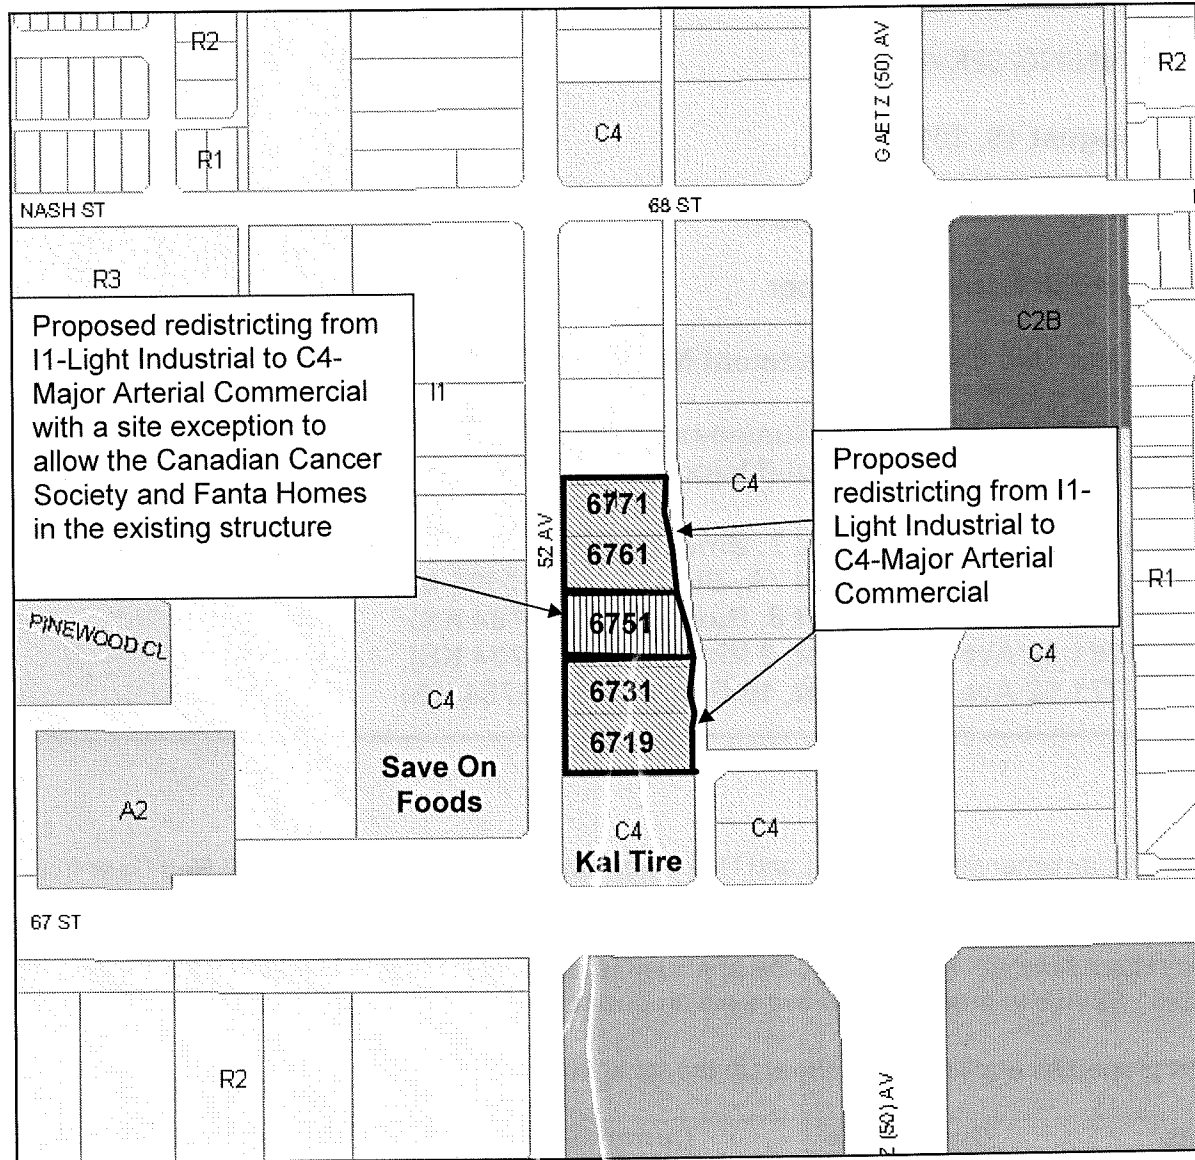 R2
GAETZ (50) AV
R2
C4
R1
NASH ST
68 ST
R3
C2B
Proposed redistricting from
I1-Light Industrial to C4-
Major Arterial Commercial
with a site exception to
allow the Canadian Cancer
Society and Fanta Homes
in the existing structure
I1
Proposed
redistricting from I1-
Light Industrial to
C4-Major Arterial
Commercial
C4
6771
52 AV
6761
R1
6751
PINEWOOD CL
C4
6731
C4
6719
Save On
Foods
A2
C4
C4
Kal Tire
67 ST
R2
(50) AV